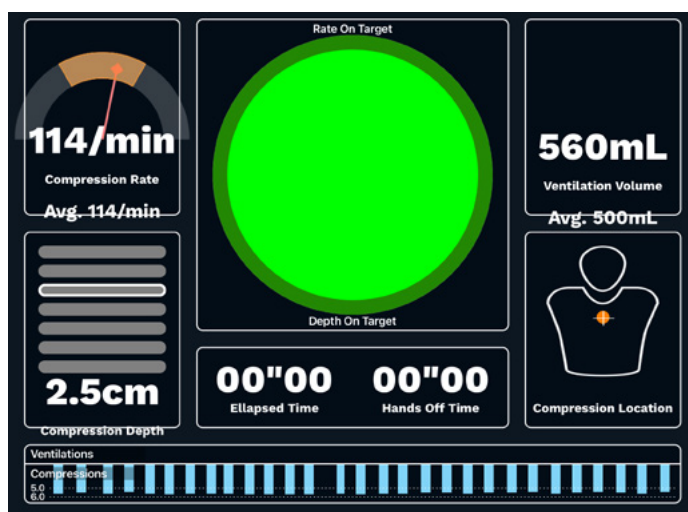 Rate On Target
114/min
Compression Rate
Avg. 114/min
560mL
Ventilation Volume
Avg. 500mL
Depth On Target
2.5cm
Compression Depth
00"00
Ellapsed Time
00"00
Hands Off Time
Compression Location
Ventilations
Compressions
5.0
6.0